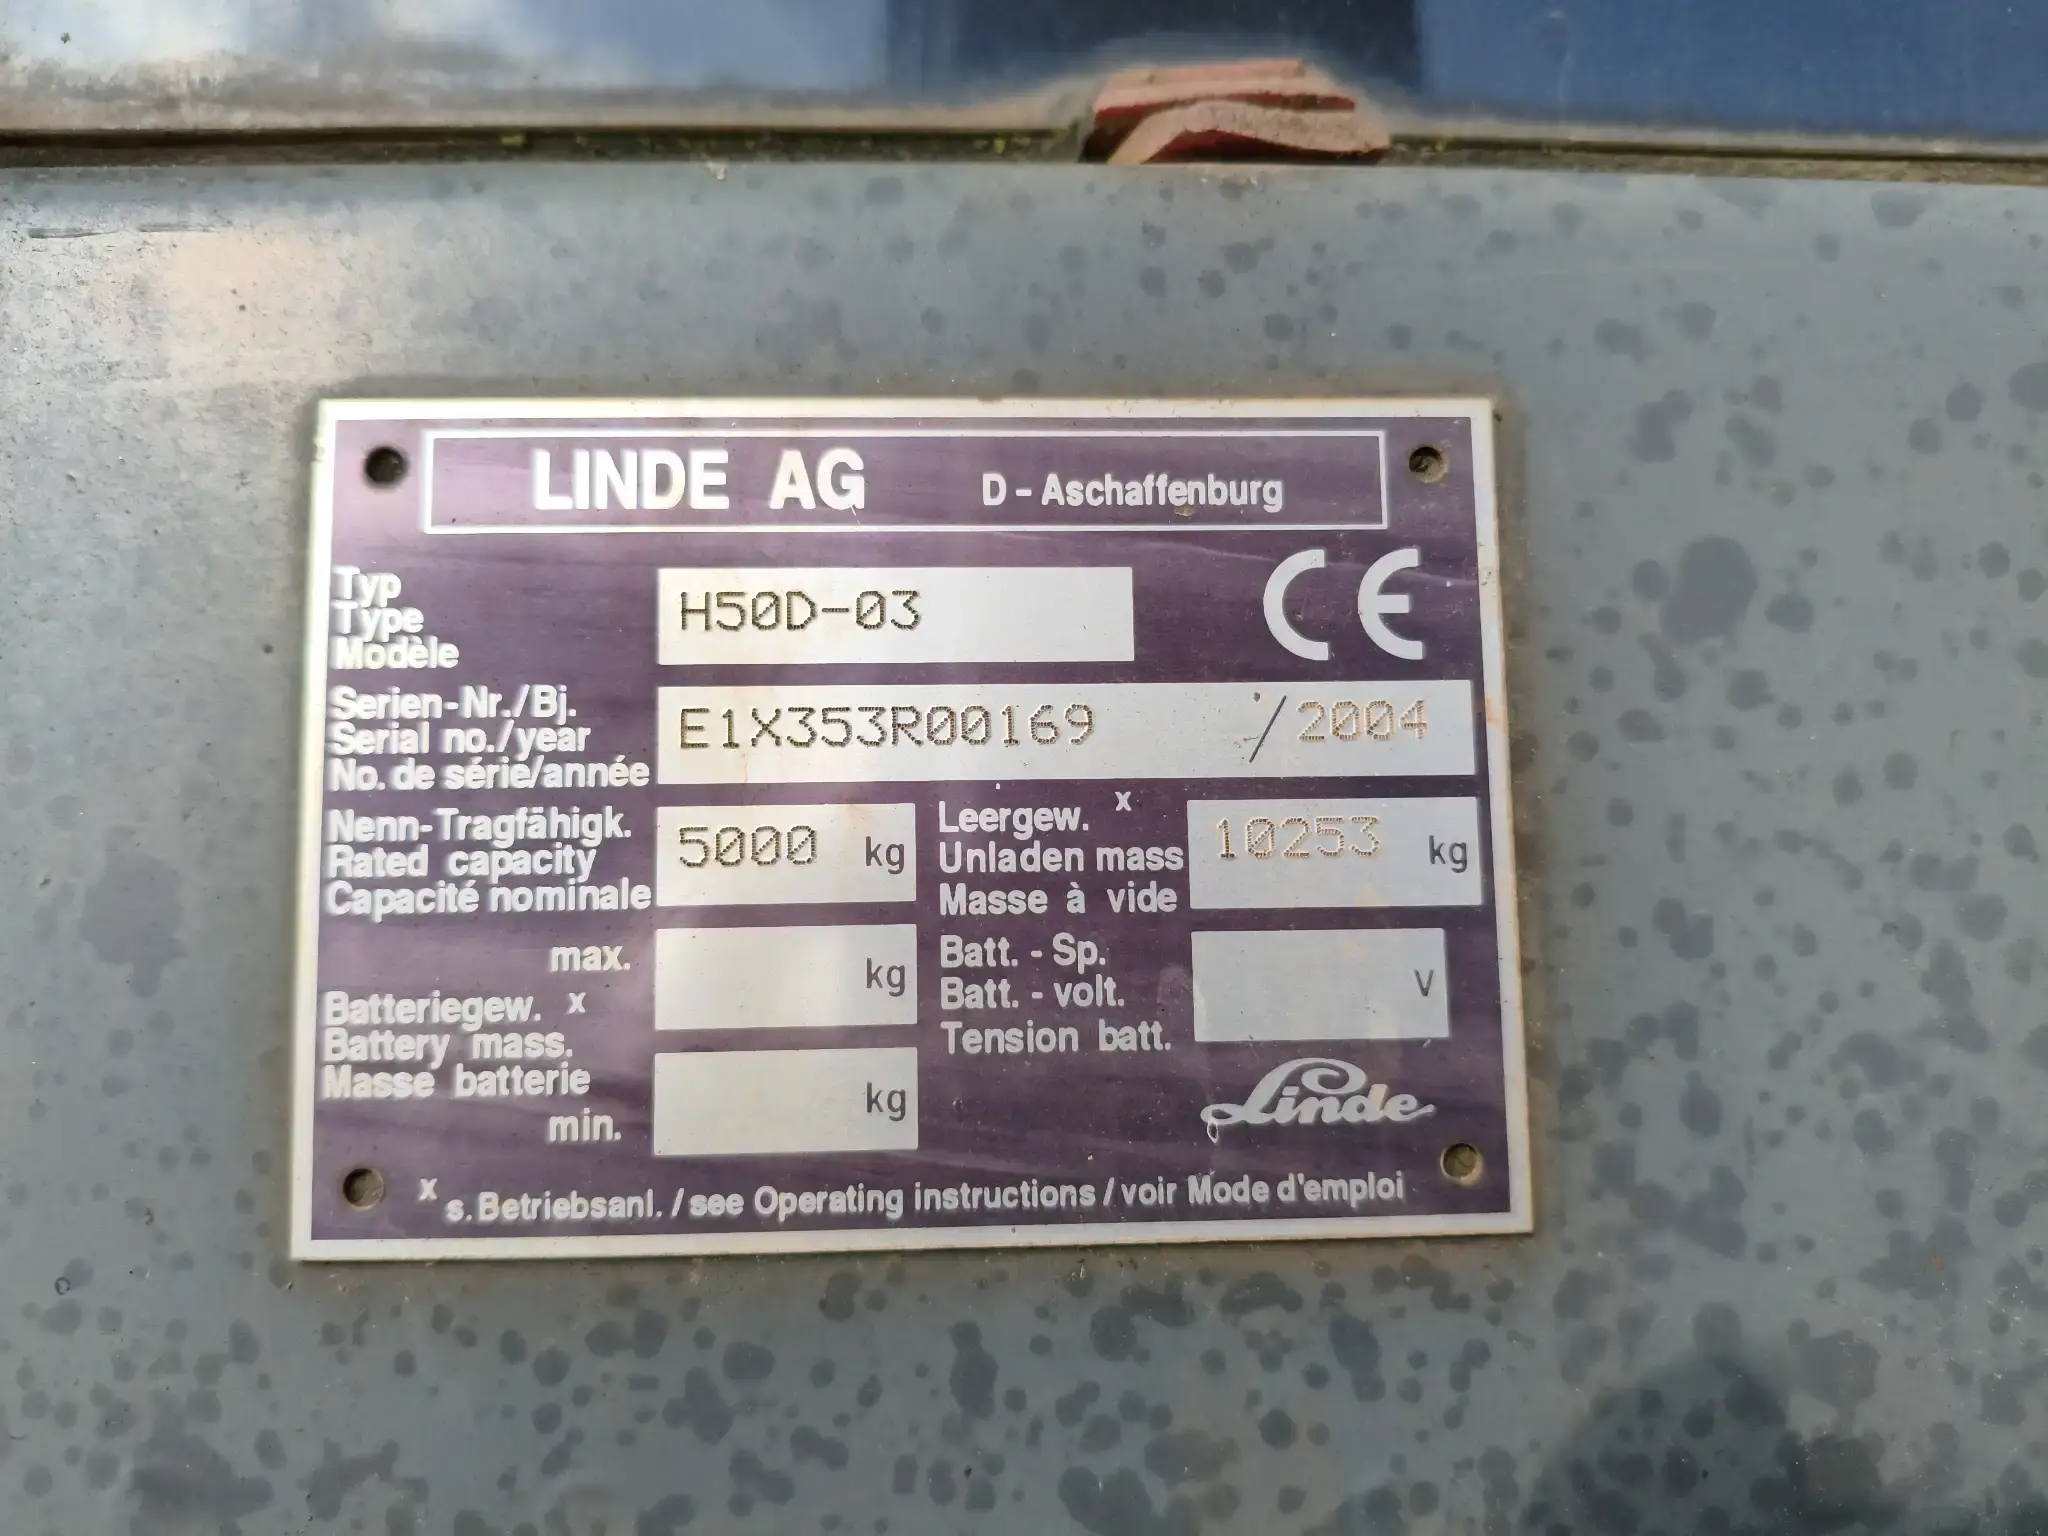 LINDE AG D - Aschaffenburg
Typ
Type
Modèle
H50D-03
CE
Serien-Nr./Bj.
Serial no./year
No. de série/année
E1X353R00169 / 2004
Nenn-Tragfähigk.
Rated capacity
Capacité nominale
5000 kg
Leergew. x
Unladen mass
Masse à vide
10253 kg
max.
kg
Batteriegew. x
Battery mass.
Masse batterie
min.
kg
Batt. - Sp.
Batt. - volt.
Tension batt.
V
Linde
x s. Betriebsanl. / see Operating instructions / voir Mode d'emploi